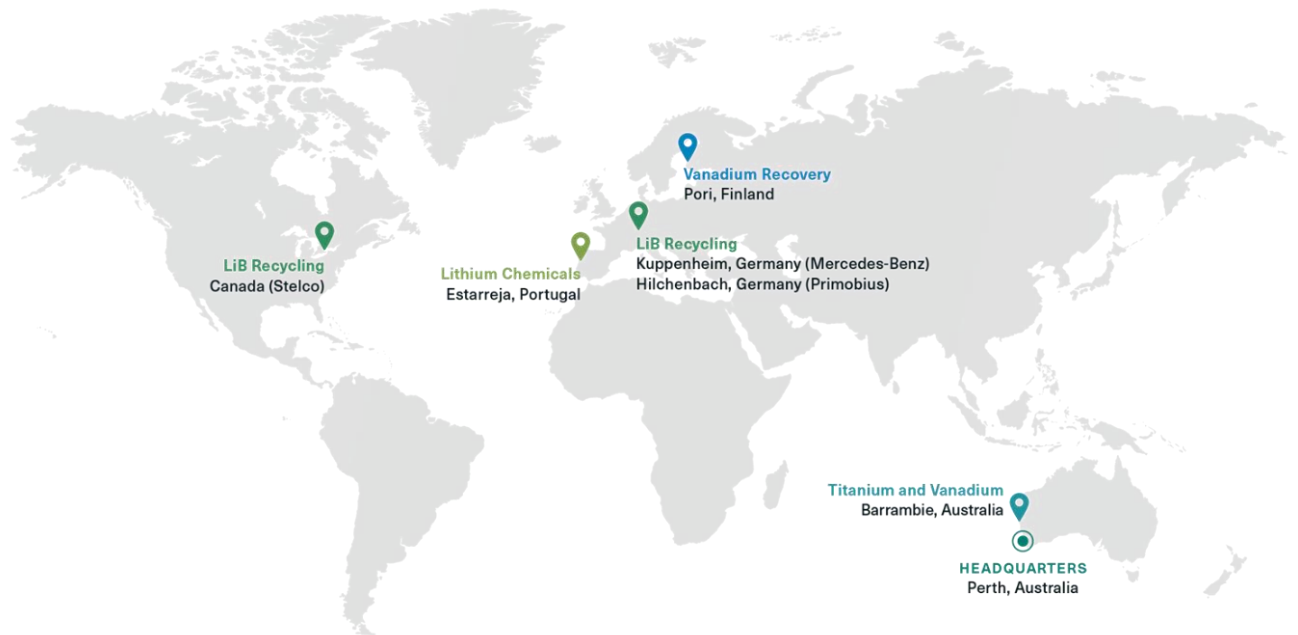 Vanadium Recovery
Pori, Finland
LiB Recycling
Kuppenheim, Germany (Mercedes-Benz)
Hilchenbach, Germany (Primobius)
LiB Recycling
Canada (Stelco)
Lithium Chemicals
Estarreja, Portugal
Titanium and Vanadium
Barrambie, Australia
HEADQUARTERS
Perth, Australia